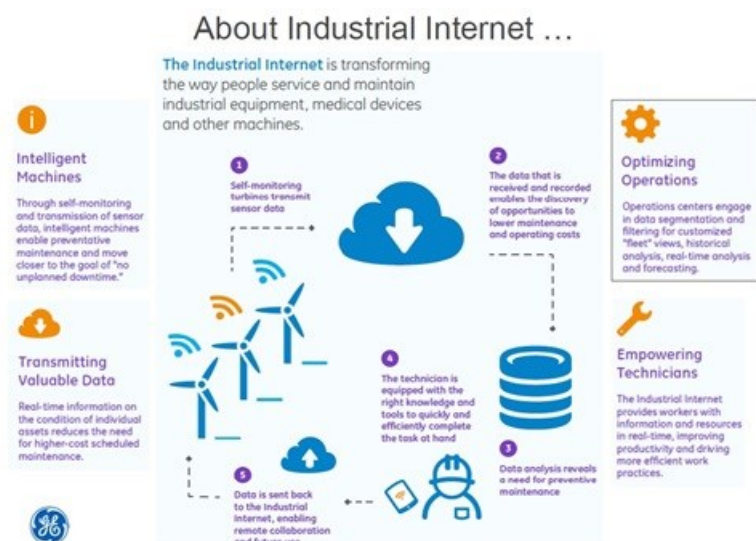 About Industrial Internet ...
The Industrial Internet is transforming
the way people service and maintain
industrial equipment, medical devices
and other machines.
i
Intelligent
Machines
Through self-monitoring
and transmission of sensor
data, intelligent machines
enable preventative
maintenance and move
closer to the goal of "no
unplanned downtime."
Transmitting
Valuable Data
Real-time information on
the condition of individual
assets reduces the need
for higher-cost scheduled
maintenance.
1
Self-monitoring
turbines transmit
sensor data
2
The data that is
received and recorded
enables the discovery
of opportunities to
lower maintenance
and operating costs
3
Data analysis reveals
a need for preventive
maintenance
4
The technician is
equipped with the
right knowledge and
tools to quickly and
efficiently complete
the task at hand
5
Data is sent back
to the Industrial
Internet, enabling
remote collaboration
and future use
Optimizing
Operations
Operations centers engage
in data segmentation and
filtering for customized
"fleet" views, historical
analysis, real-time analysis
and forecasting.
Empowering
Technicians
The Industrial Internet
provides workers with
information and resources
in real-time, improving
productivity and driving
more efficient work
practices.
GE